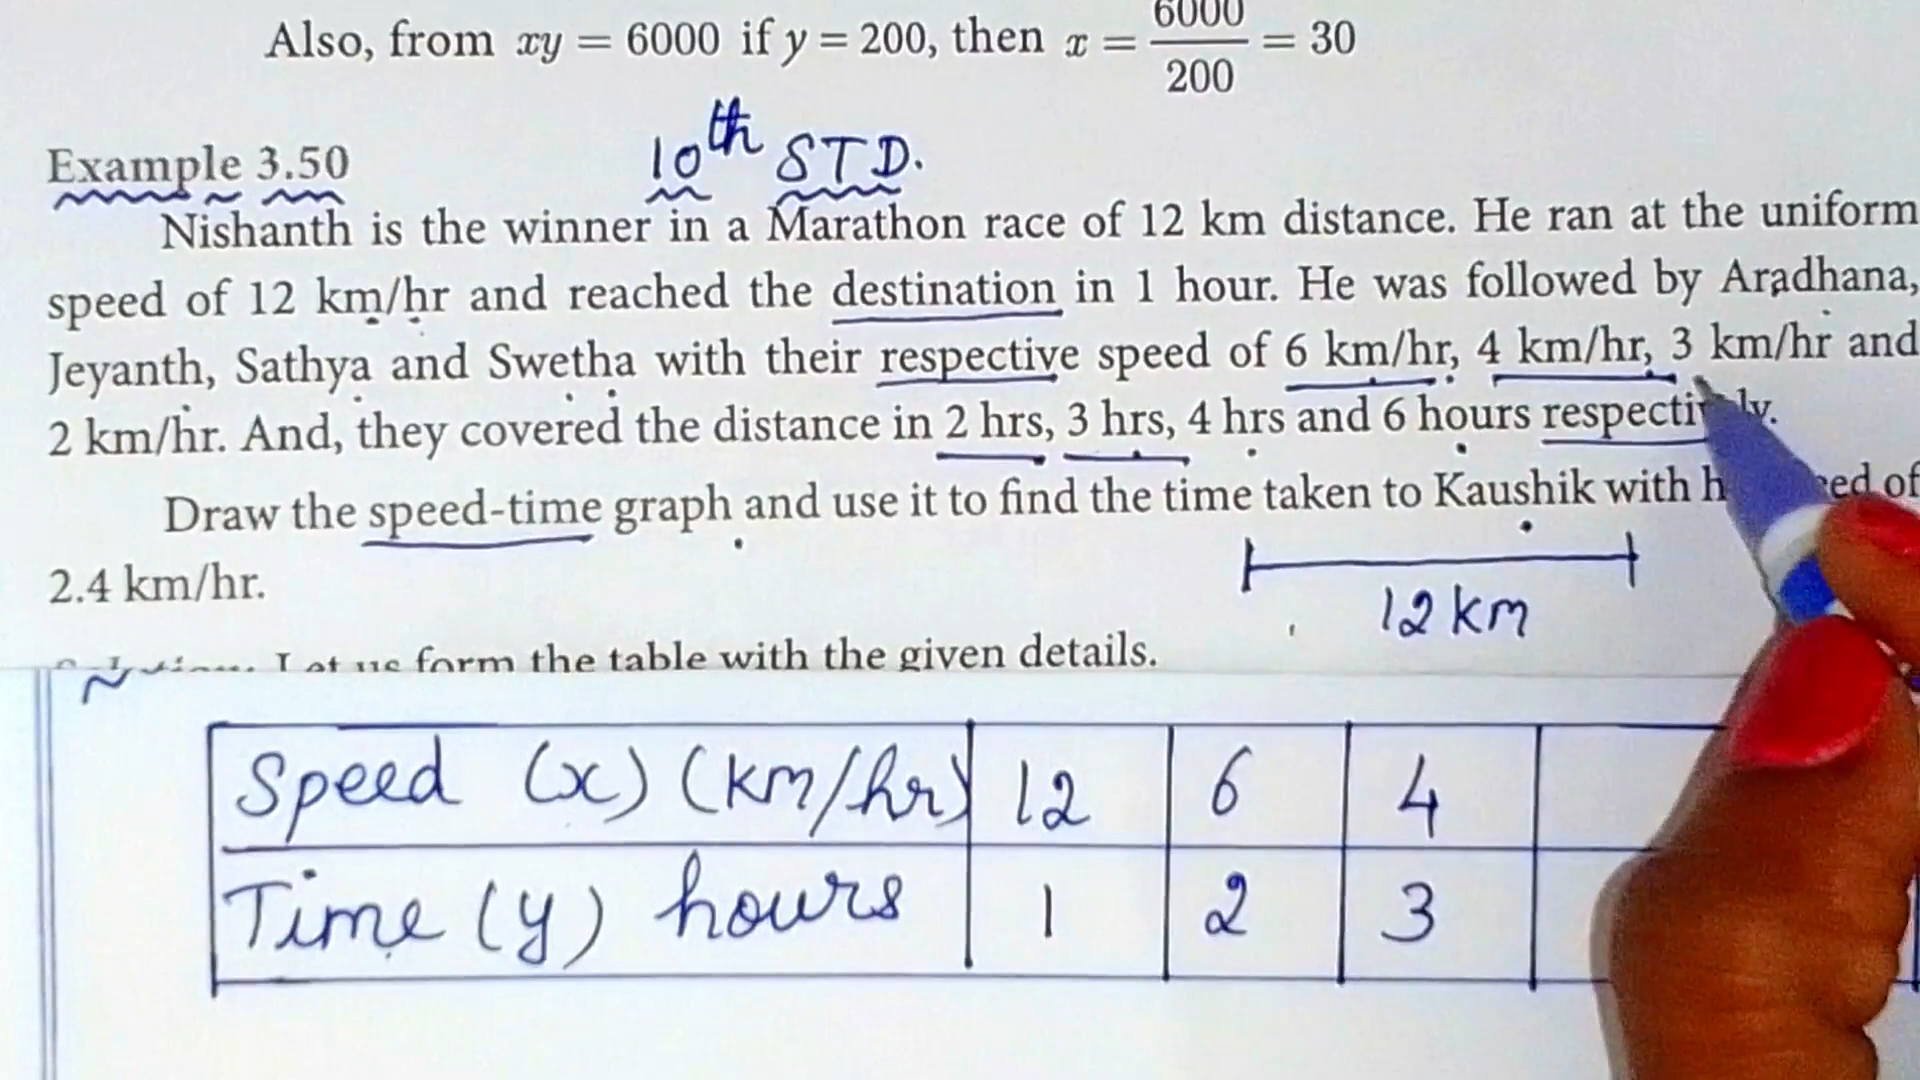 6000
Also, from xy = 6000 if y = 200, then x = —— = 30
200
10th STD.
Example 3.50
Nishanth is the winner in a Marathon race of 12 km distance. He ran at the uniform
speed of 12 km/hr and reached the destination in 1 hour. He was followed by Aradhana,
Jeyanth, Sathya and Swetha with their respective speed of 6 km/hr, 4 km/hr, 3 km/hr and
2 km/hr. And, they covered the distance in 2 hrs, 3 hrs, 4 hrs and 6 hours
Draw the speed-time graph and use it to find the time taken to Kaushik with of
2.4 km/hr.
12 km
Let us form the table with the given details.
Speed (x) (km/hr) 12 6 4
Time (y) hours 1 2 3